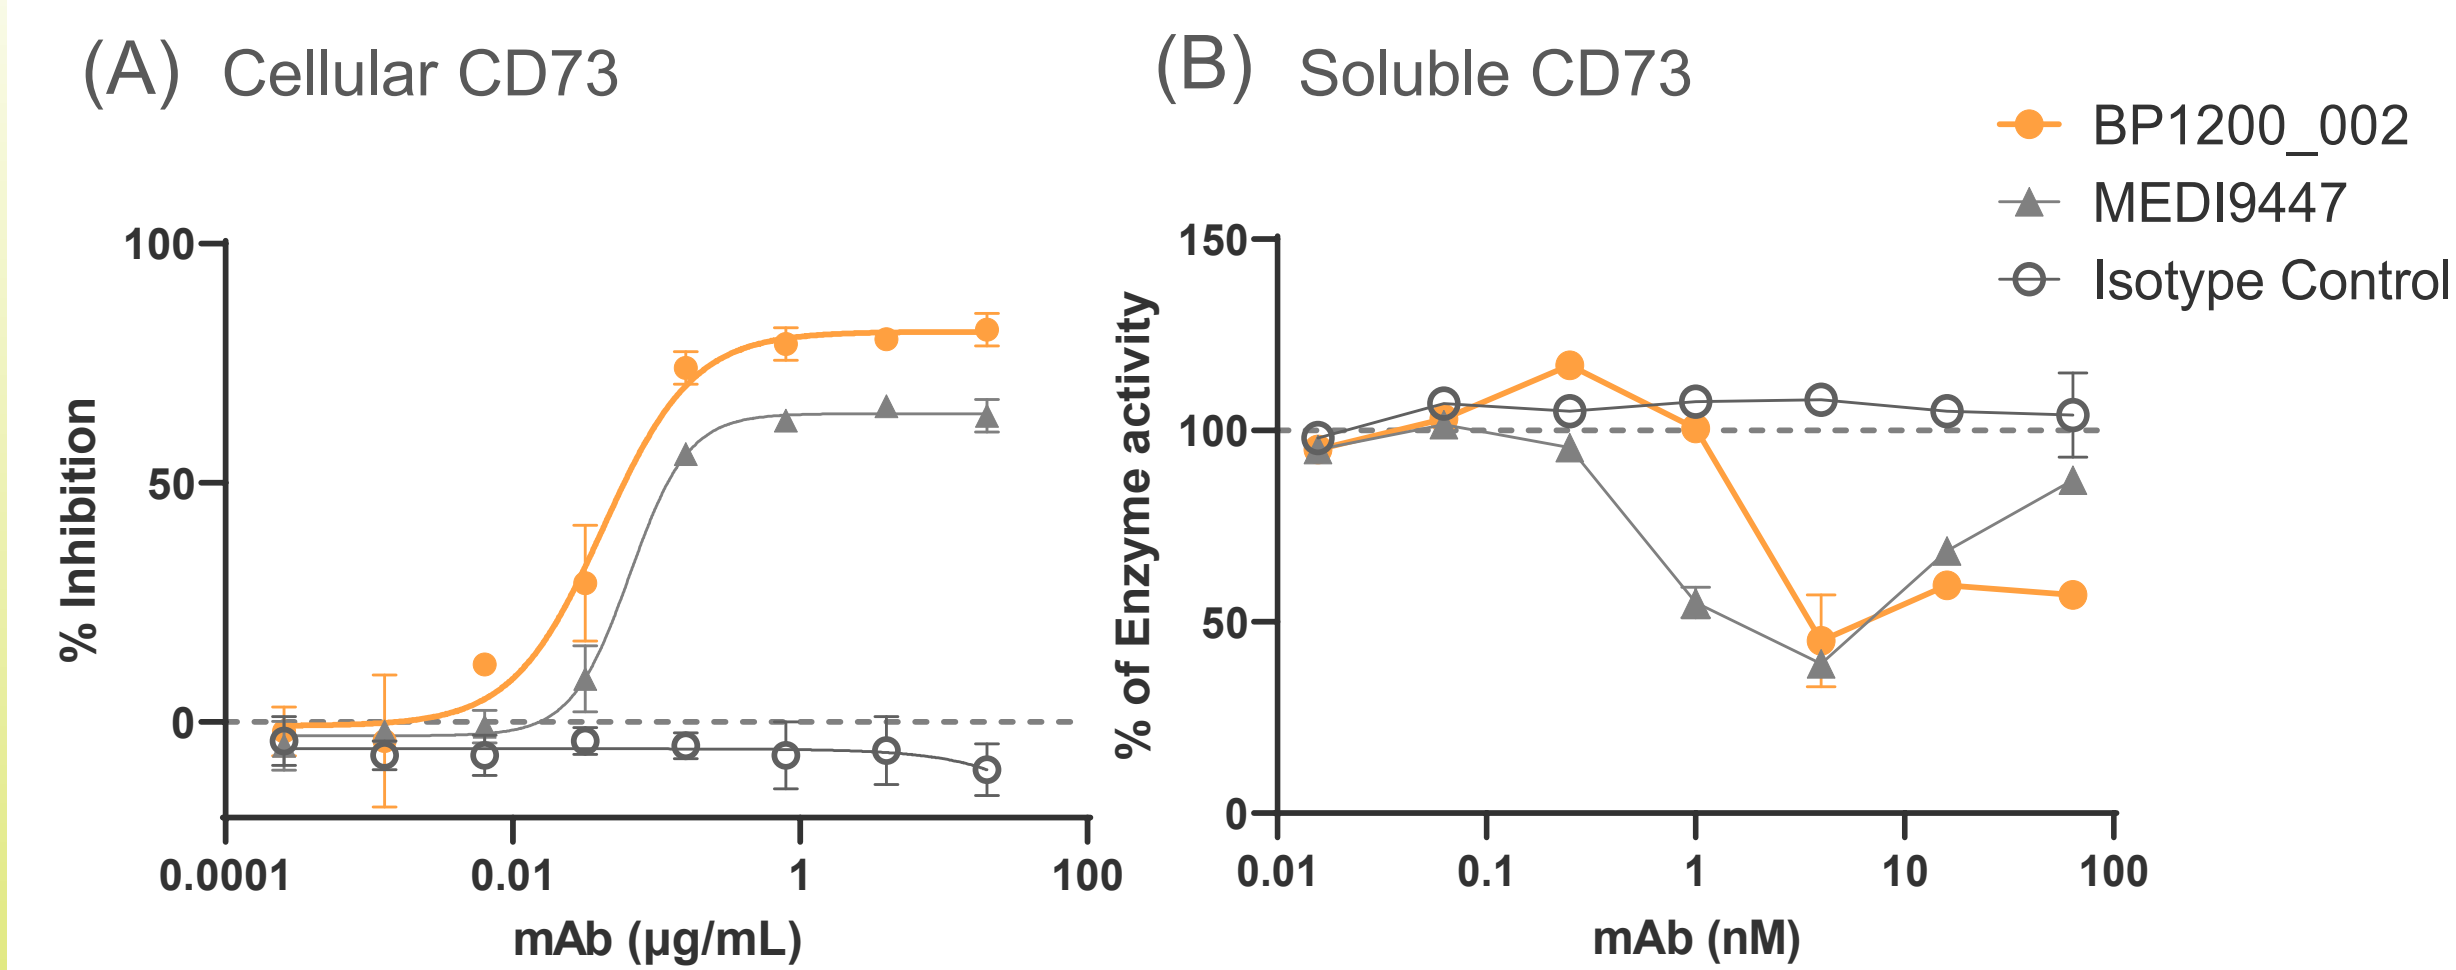 (A) Cellular CD73
100
50
0
% Inhibition
0.0001 0.01 1 100
mAb (µg/mL)
(B) Soluble CD73
BP1200_002
MEDI9447
Isotype Control
150
100
50
0
% of Enzyme activity
0.01 0.1 1 10 100
mAb (nM)